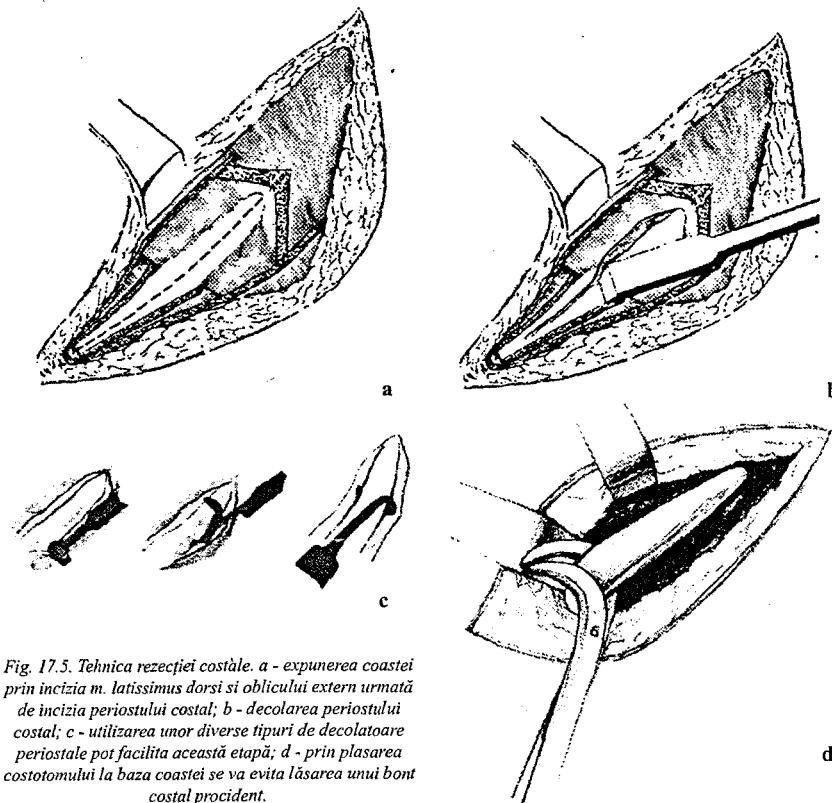 a
b
c
d
6
Fig. 17.5. Tehnica rezecției costàle. a - expunerea coastei
prin incizia m. latissimus dorsi si oblicului extern urmată
de incizia periostului costal; b - decolarea periostului
costal; c - utilizarea unor diverse tipuri de decolatoare
periostale pot facilita această etapă; d - prin plasarea
costotomului la baza coastei se va evita lăsarea unui bont
costal procident.